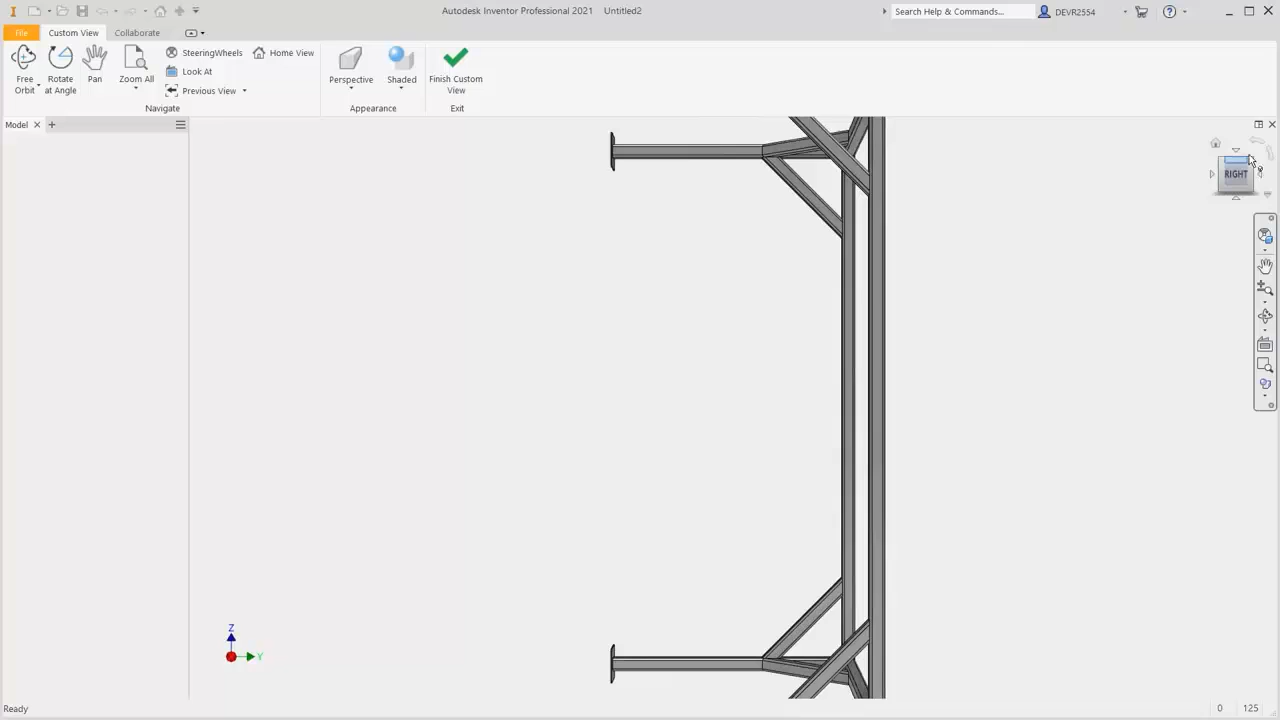 Autodesk Inventor Professional 2021 Untitled2
Search Help & Commands...
DEVR2554
File
Custom View
Collaborate
Free Orbit
Rotate at Angle
Pan
Zoom All
SteeringWheels
Look At
Previous View
Home View
Navigate
Perspective
Shaded
Appearance
Finish Custom View
Exit
Model
RIGHT
Z
Y
Ready
0
125